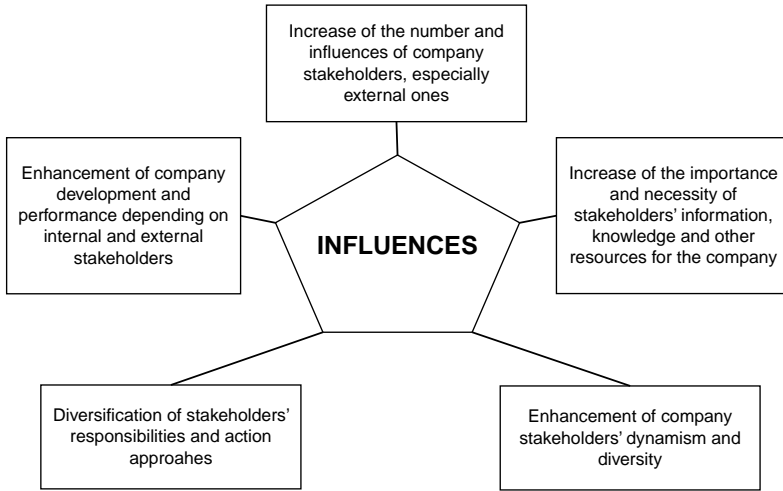 Increase of the number and
influences of company
stakeholders, especially
external ones
Enhancement of company
development and
performance depending on
internal and external
stakeholders
INFLUENCES
Increase of the importance
and necessity of
stakeholders' information,
knowledge and other
resources for the company
Diversification of stakeholders'
responsibilities and action
approahes
Enhancement of company
stakeholders' dynamism and
diversity